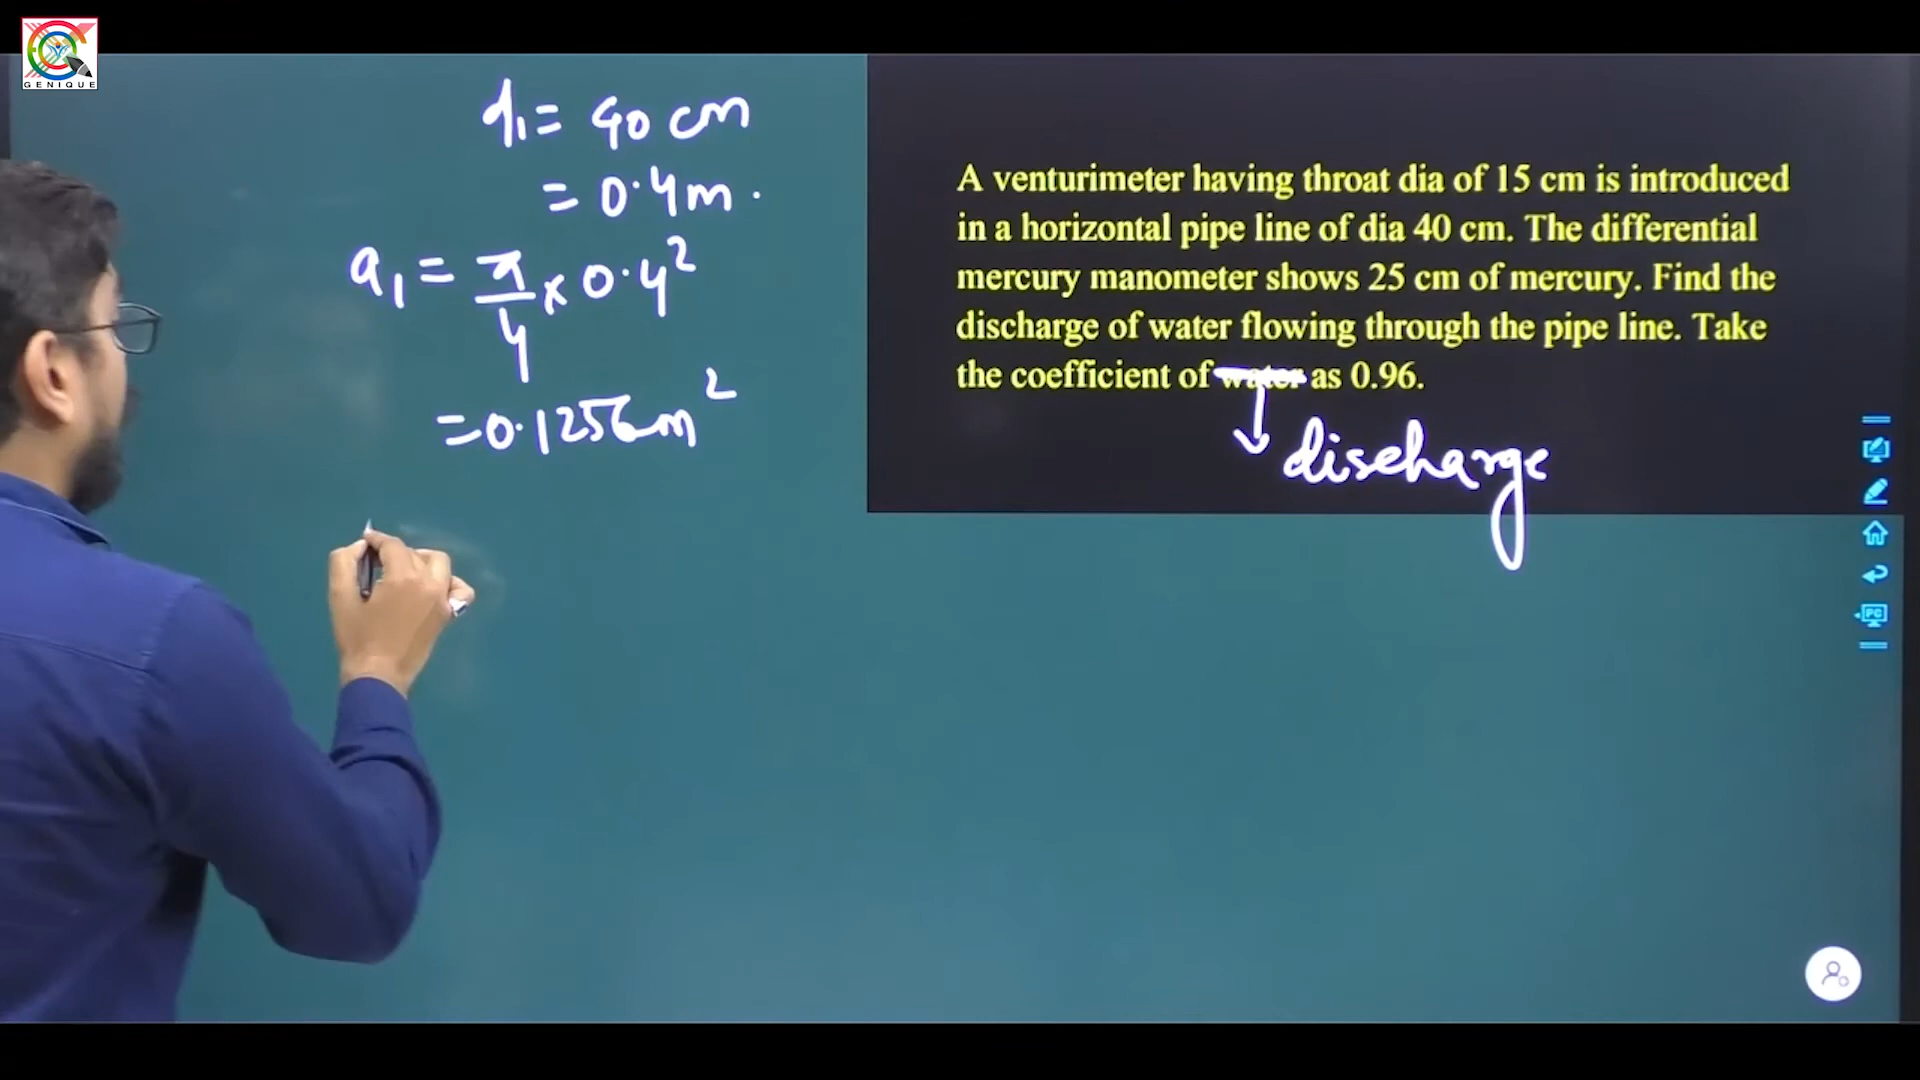 GENIQUE
d1 = 40 cm
= 0.4m.
a1 = π/4 x 0.4²
= 0.1256m²
A venturimeter having throat dia of 15 cm is introduced
in a horizontal pipe line of dia 40 cm. The differential
mercury manometer shows 25 cm of mercury. Find the
discharge of water flowing through the pipe line. Take
the coefficient of water as 0.96.
discharge
PC